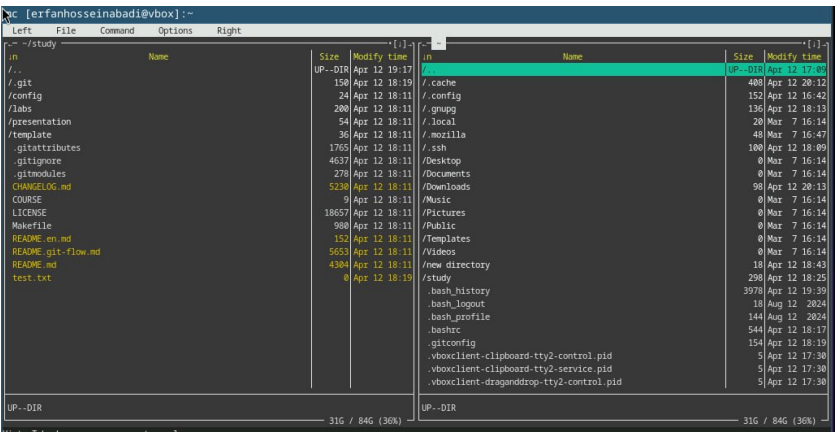 mc [erfanhosseinabadi@vbox]:~
Left File Command Options Right
~/study
.[↓]
↓n Name Size Modify time
/.. UP--DIR Apr 12 19:17
/.git 150 Apr 12 18:19
/config 24 Apr 12 18:11
/labs 200 Apr 12 18:11
/presentation 54 Apr 12 18:11
/template 36 Apr 12 18:11
.gitattributes 1765 Apr 12 18:11
.gitignore 4637 Apr 12 18:11
.gitmodules 278 Apr 12 18:11
CHANGELOG.md 5230 Apr 12 18:11
COURSE 9 Apr 12 18:11
LICENSE 18657 Apr 12 18:11
Makefile 980 Apr 12 18:11
README.en.md 152 Apr 12 18:11
README.git-flow.md 5653 Apr 12 18:11
README.md 4304 Apr 12 18:11
test.txt 0 Apr 12 18:19
UP--DIR
31G / 84G (36%)
~
.[↓]
↓n Name Size Modify time
/.. UP--DIR Apr 12 17:09
/.cache 408 Apr 12 20:12
/.config 152 Apr 12 16:42
/.gnupg 136 Apr 12 18:13
/.local 20 Mar 7 16:14
/.mozilla 48 Mar 7 16:47
/.ssh 100 Apr 12 18:09
/Desktop 0 Mar 7 16:14
/Documents 0 Mar 7 16:14
/Downloads 98 Apr 12 20:13
/Music 0 Mar 7 16:14
/Pictures 0 Mar 7 16:14
/Public 0 Mar 7 16:14
/Templates 0 Mar 7 16:14
/Videos 0 Mar 7 16:14
/new directory 18 Apr 12 18:43
/study 298 Apr 12 18:25
.bash_history 3978 Apr 12 19:39
.bash_logout 18 Aug 12 2024
.bash_profile 144 Aug 12 2024
.bashrc 544 Apr 12 18:17
.gitconfig 154 Apr 12 18:19
.vboxclient-clipboard-tty2-control.pid 5 Apr 12 17:30
.vboxclient-clipboard-tty2-service.pid 5 Apr 12 17:30
.vboxclient-draganddrop-tty2-control.pid 5 Apr 12 17:30
UP--DIR
31G / 84G (36%)